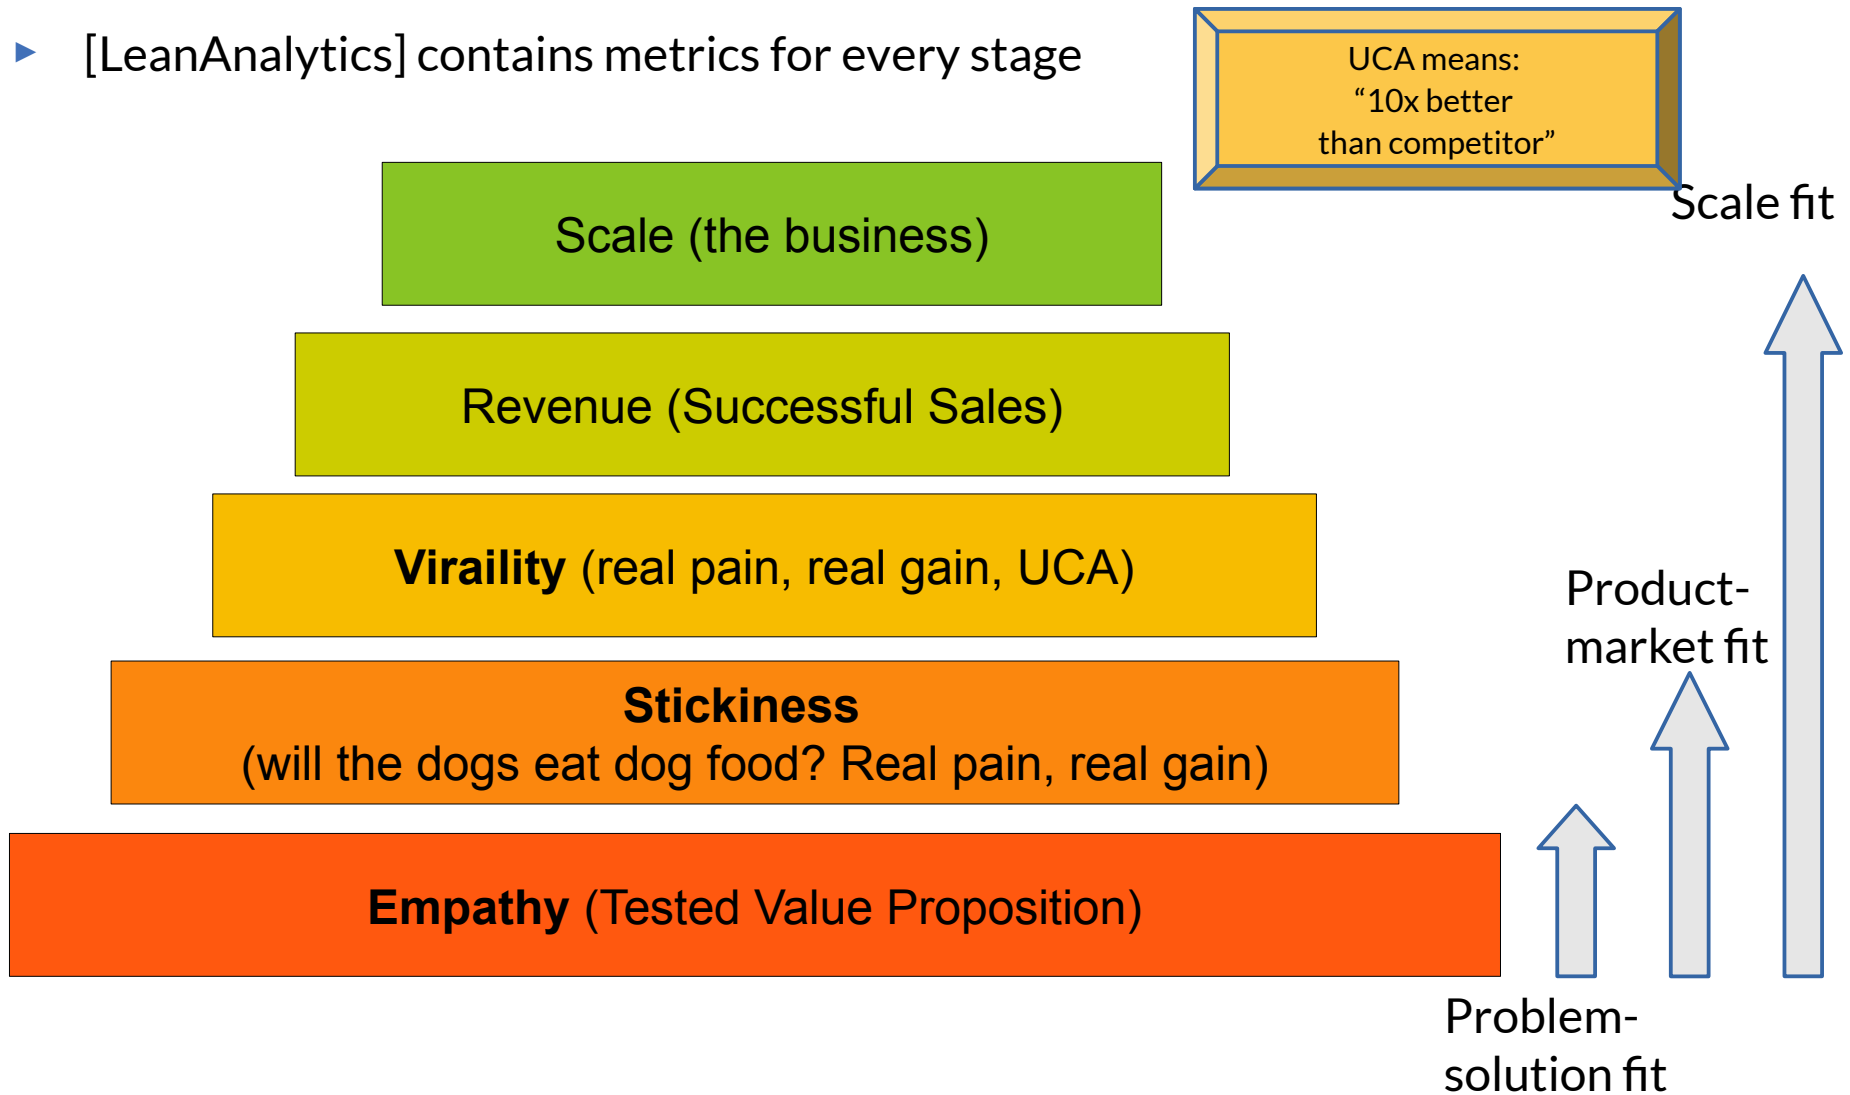 ► [LeanAnalytics] contains metrics for every stage
UCA means:
“10x better
than competitor”
Scale fit
Scale (the business)
Revenue (Successful Sales)
Viraility (real pain, real gain, UCA)
Product-
market fit
Stickiness
(will the dogs eat dog food? Real pain, real gain)
Empathy (Tested Value Proposition)
Problem-
solution fit